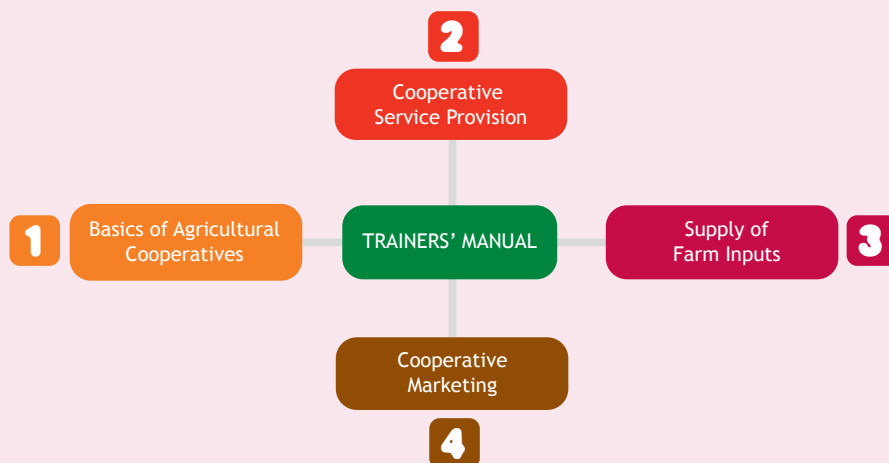 2
Cooperative
Service Provision
1
Basics of Agricultural
Cooperatives
TRAINERS’ MANUAL
Supply of
Farm Inputs
3
Cooperative
Marketing
4